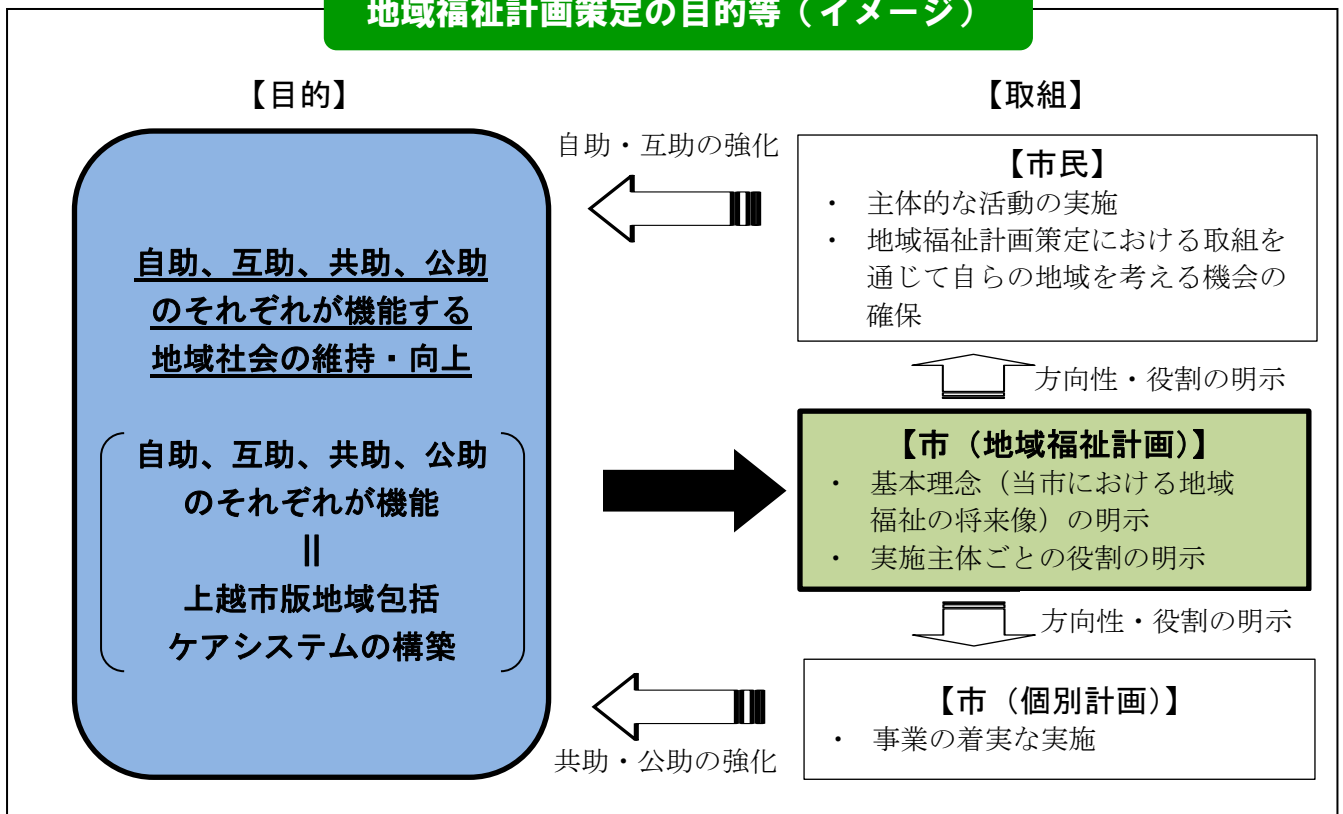 地域福祉計画策定の目的等（イメージ）
【目的】
自助、互助、共助、公助
のそれぞれが機能する
地域社会の維持・向上
自助、互助、共助、公助
のそれぞれが機能
||
上越市版地域包括
ケアシステムの構築
自助・互助の強化
共助・公助の強化
【取組】
【市民】
・ 主体的な活動の実施
・ 地域福祉計画策定における取組を
通じて自らの地域を考える機会の
確保
方向性・役割の明示
【市（地域福祉計画）】
・ 基本理念（当市における地域
福祉の将来像）の明示
・ 実施主体ごとの役割の明示
方向性・役割の明示
【市（個別計画）】
・ 事業の着実な実施